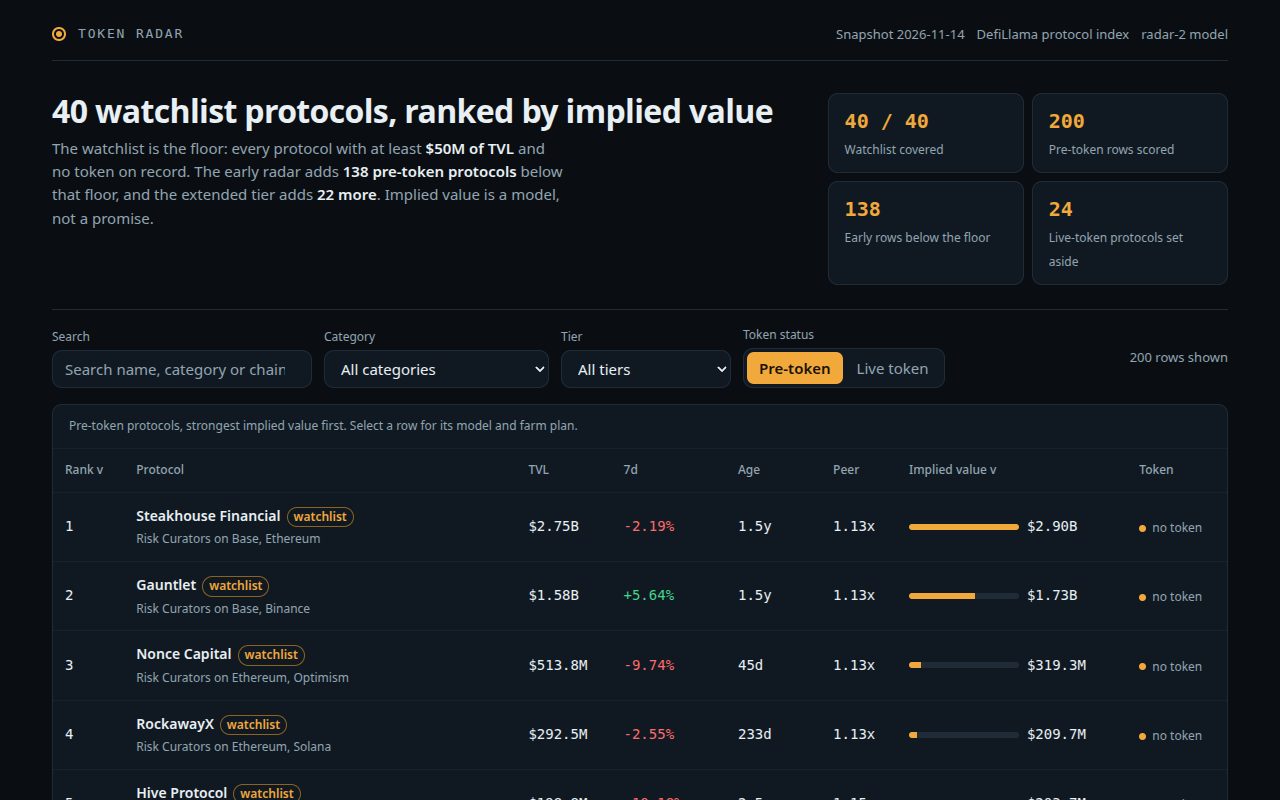 TOKEN RADAR
Snapshot 2026-11-14 DefiLlama protocol index radar-2 model
40 watchlist protocols, ranked by implied value
The watchlist is the floor: every protocol with at least $50M of TVL and
no token on record. The early radar adds 138 pre-token protocols below
that floor, and the extended tier adds 22 more. Implied value is a model,
not a promise.
40 / 40
Watchlist covered
200
Pre-token rows scored
138
Early rows below the floor
24
Live-token protocols set
aside
Search
Category
Tier
Token status
Search name, category or chain
All categories
All tiers
Pre-token
Live token
200 rows shown
Pre-token protocols, strongest implied value first. Select a row for its model and farm plan.
Rank v Protocol TVL 7d Age Peer Implied value v Token
1 Steakhouse Financial watchlist $2.75B -2.19% 1.5y 1.13x $2.90B no token
Risk Curators on Base, Ethereum
2 Gauntlet watchlist $1.58B +5.64% 1.5y 1.13x $1.73B no token
Risk Curators on Base, Binance
3 Nonce Capital watchlist $513.8M -9.74% 45d 1.13x $319.3M no token
Risk Curators on Ethereum, Optimism
4 RockawayX watchlist $292.5M -2.55% 233d 1.13x $209.7M no token
Risk Curators on Ethereum, Solana
Hive Protocol watchlist